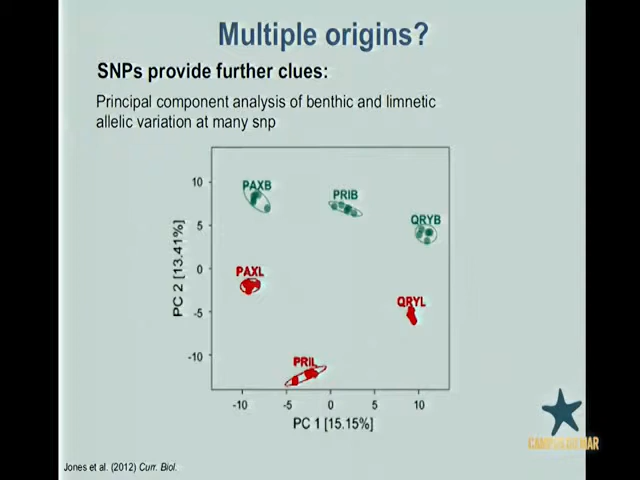 Multiple origins?
SNPs provide further clues:
Principal component analysis of benthic and limnetic
allelic variation at many snp
PAXB
PRIB
QRYB
PAXL
QRYL
PRIL
10
5
0
-5
-10
PC 2 [13.41%]
-10 -5 0 5 10
PC 1 [15.15%]
Jones et al. (2012) Curr. Biol.